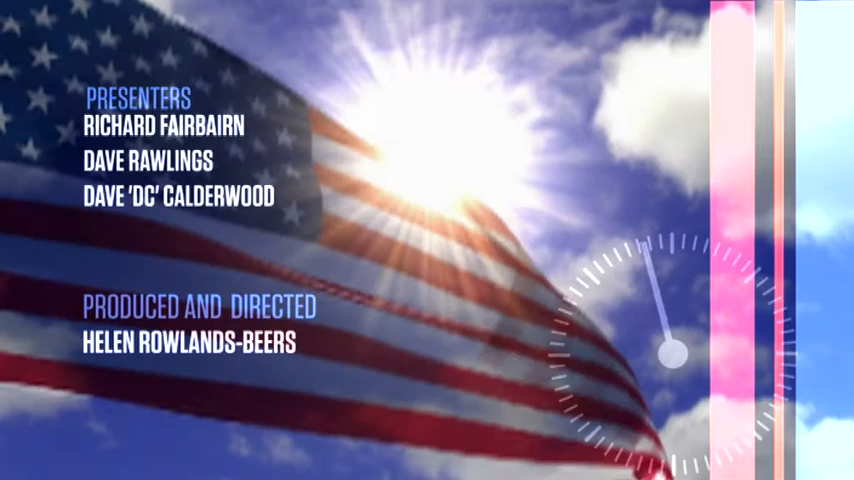 PRESENTERS
RICHARD FAIRBAIRN
DAVE RAWLINGS
DAVE 'DC' CALDERWOOD
PRODUCED AND DIRECTED
HELEN ROWLANDS-BEERS